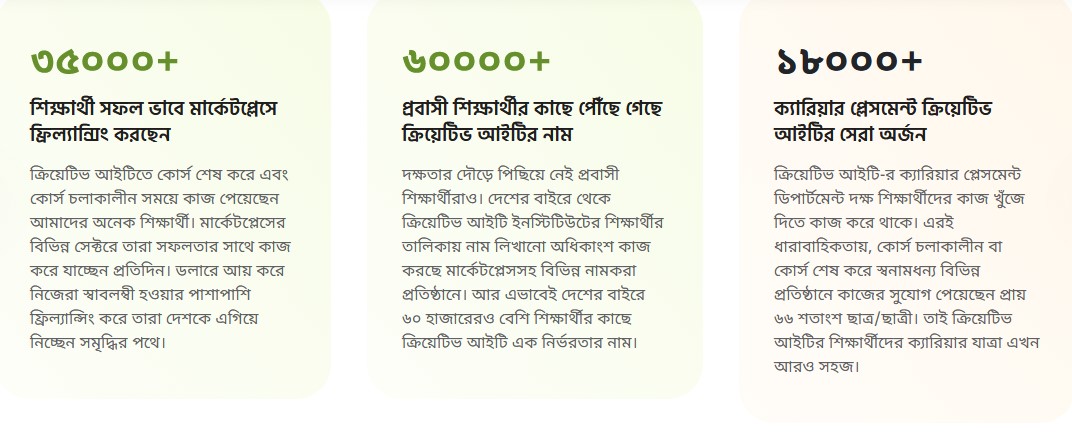 ৩৫০০০+
শিক্ষার্থী সফল ভাবে মার্কেটপ্লেসে
ফ্রিল্যান্সিং করছেন
ক্রিয়েটিভ আইটিতে কোর্স শেষ করে এবং
কোর্স চলাকালীন সময়ে কাজ পেয়েছেন
আমাদের অনেক শিক্ষার্থী। মার্কেটপ্লেসের
বিভিন্ন সেক্টরে তারা সফলতার সাথে কাজ
করে যাচ্ছেন প্রতিদিন। ডলারে আয় করে
নিজেরা স্বাবলম্বী হওয়ার পাশাপাশি
ফ্রিল্যান্সিং করে তারা দেশকে এগিয়ে
নিচ্ছেন সমৃদ্ধির পথে।
৬০০০০+
প্রবাসী শিক্ষার্থীর কাছে পৌঁছে গেছে
ক্রিয়েটিভ আইটির নাম
দক্ষতার দৌড়ে পিছিয়ে নেই প্রবাসী
শিক্ষার্থীরাও। দেশের বাইরে থেকে
ক্রিয়েটিভ আইটি ইনস্টিটিউটের শিক্ষার্থীর
তালিকায় নাম লিখানো অধিকাংশ কাজ
করছে মার্কেটপ্লেসসহ বিভিন্ন নামকরা
প্রতিষ্ঠানে। আর এভাবেই দেশের বাইরে
৬০ হাজারেরও বেশি শিক্ষার্থীর কাছে
ক্রিয়েটিভ আইটি এক নির্ভরতার নাম।
১৮০০০+
ক্যারিয়ার প্লেসমেন্ট ক্রিয়েটিভ
আইটির সেরা অর্জন
ক্রিয়েটিভ আইটি-র ক্যারিয়ার প্লেসমেন্ট
ডিপার্টমেন্ট দক্ষ শিক্ষার্থীদের কাজ খুঁজে
দিতে কাজ করে থাকে। এরই
ধারাবাহিকতায়, কোর্স চলাকালীন বা
কোর্স শেষ করে স্বনামধন্য বিভিন্ন
প্রতিষ্ঠানে কাজের সুযোগ পেয়েছেন প্রায়
৬৬ শতাংশ ছাত্র/ছাত্রী। তাই ক্রিয়েটিভ
আইটির শিক্ষার্থীদের ক্যারিয়ার যাত্রা এখন
আরও সহজ।